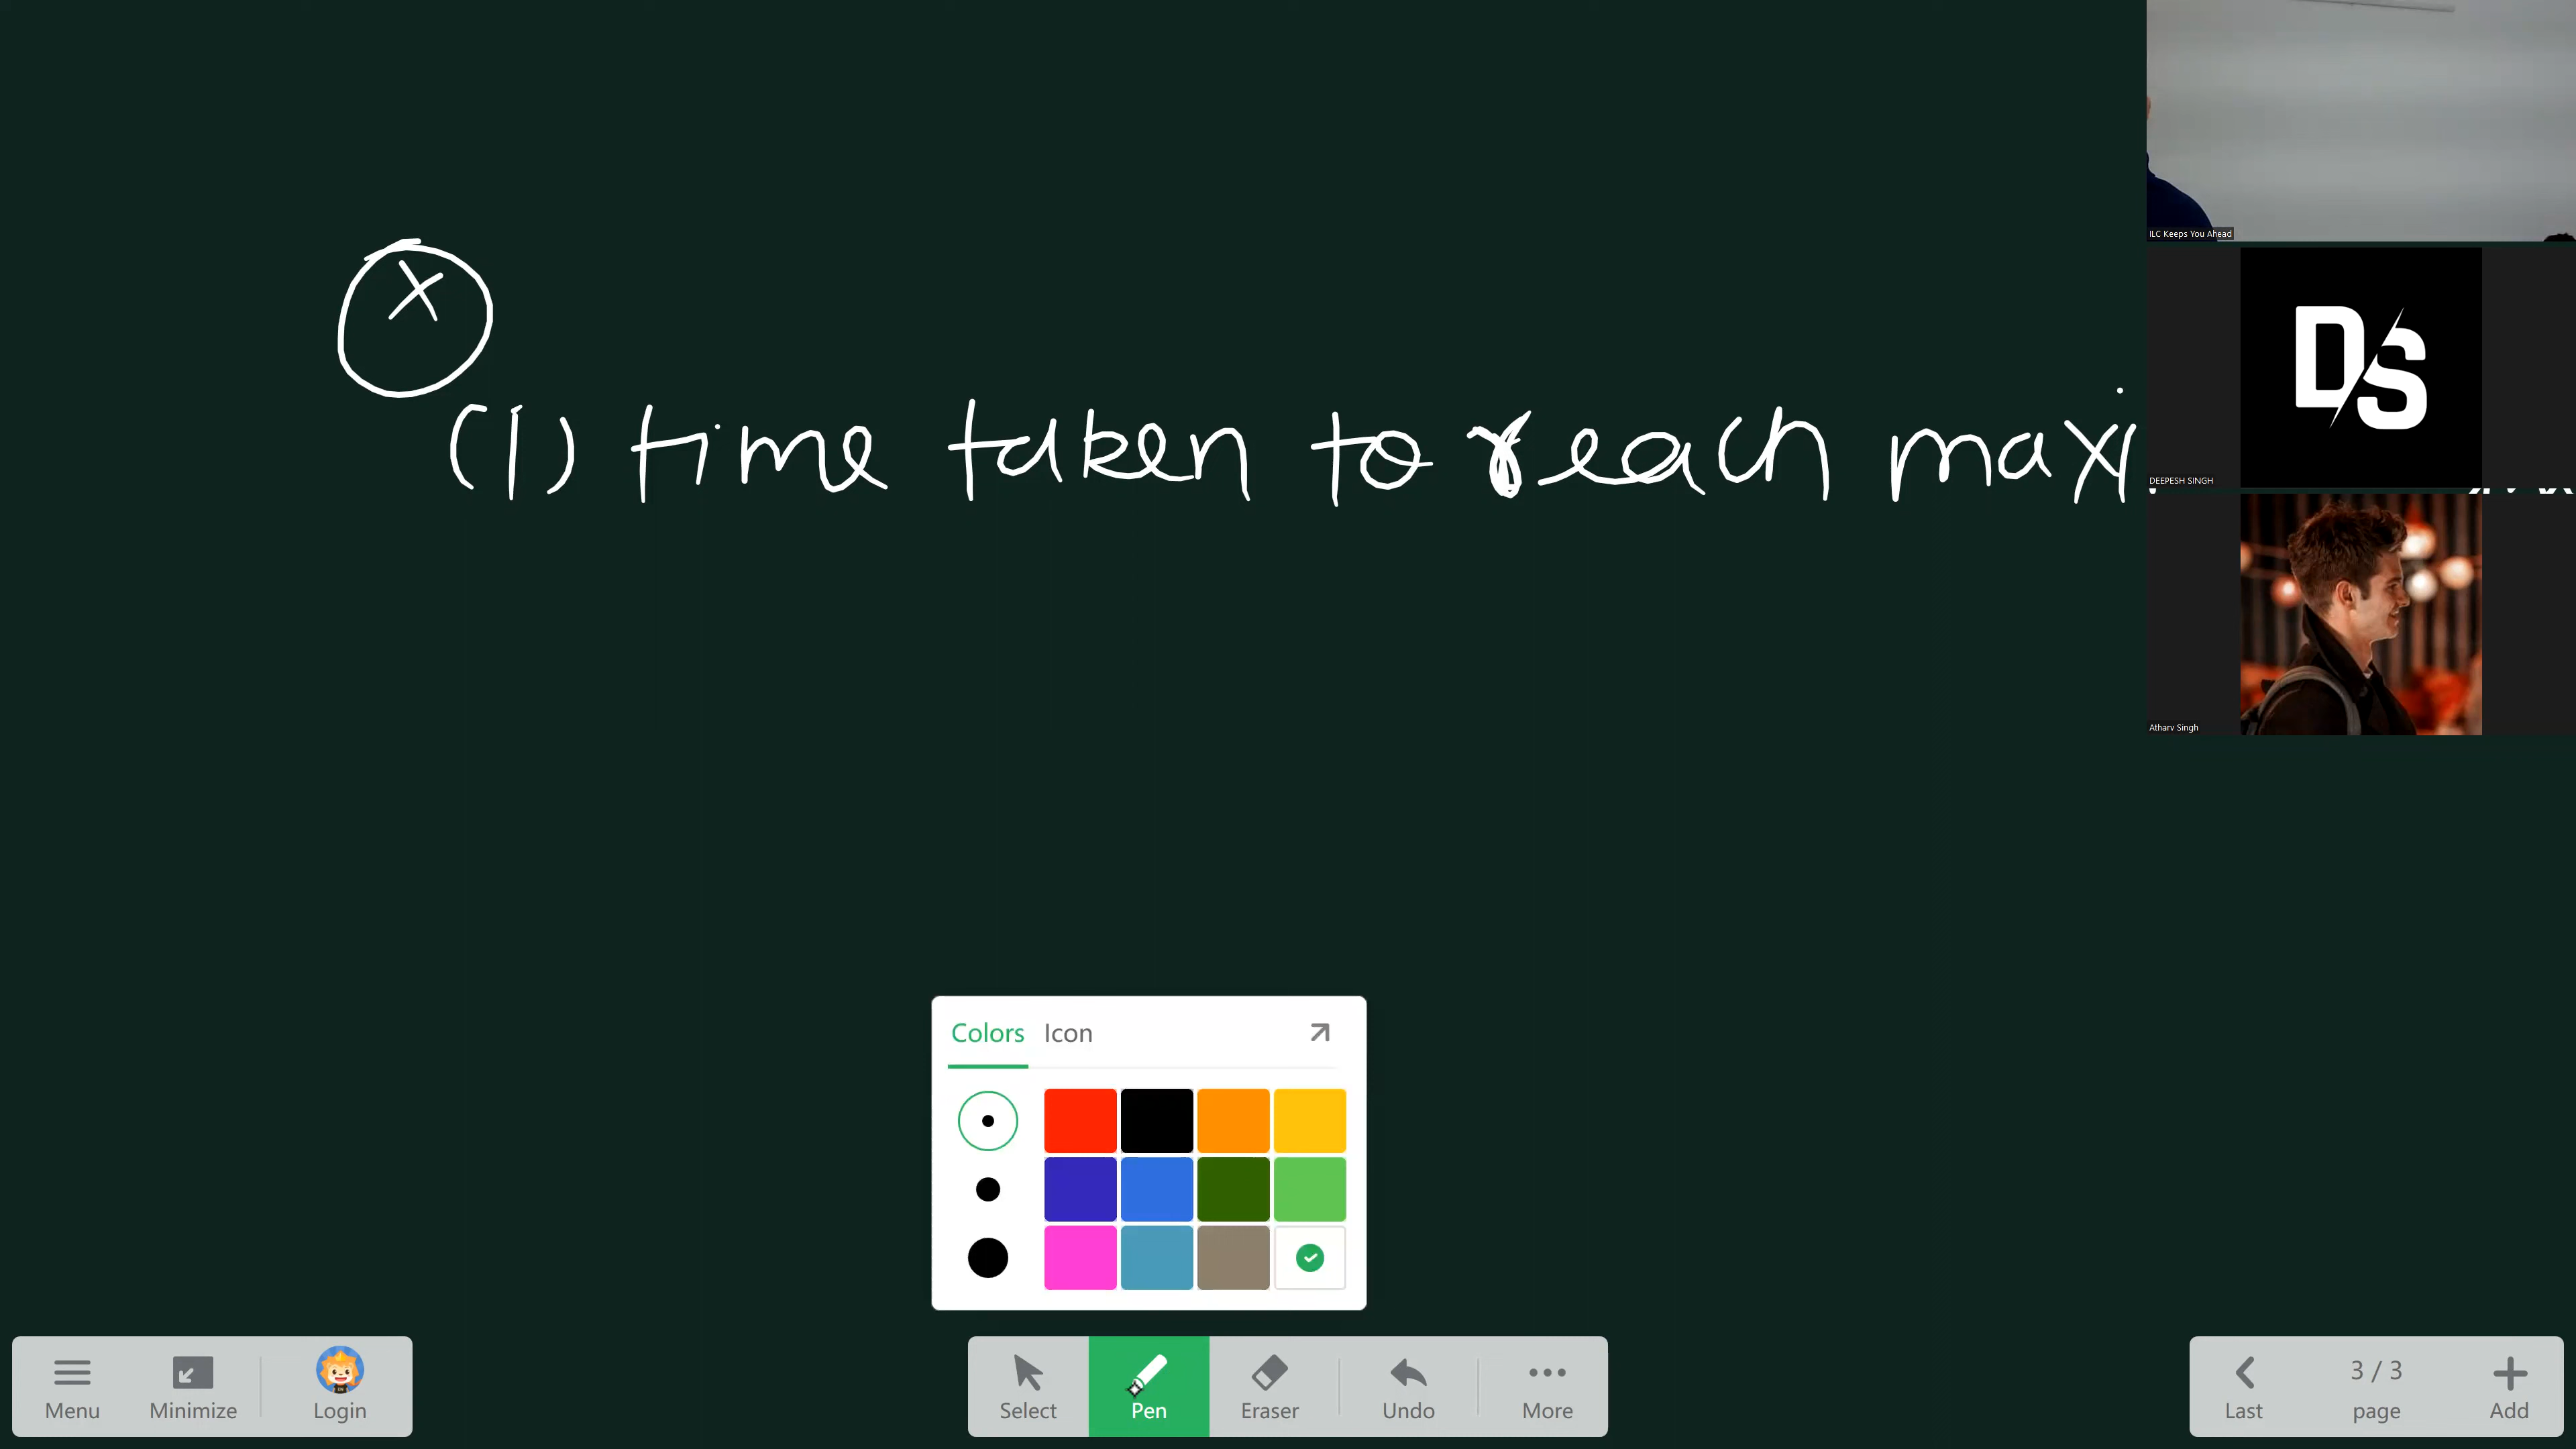 ILC Keeps You Ahead
X
DS
(1) time taken to reach maxi
DEEPESH SINGH
Atharv Singh
Colors Icon
Menu Minimize Login
Select Pen Eraser Undo More
3 / 3
Last page Add